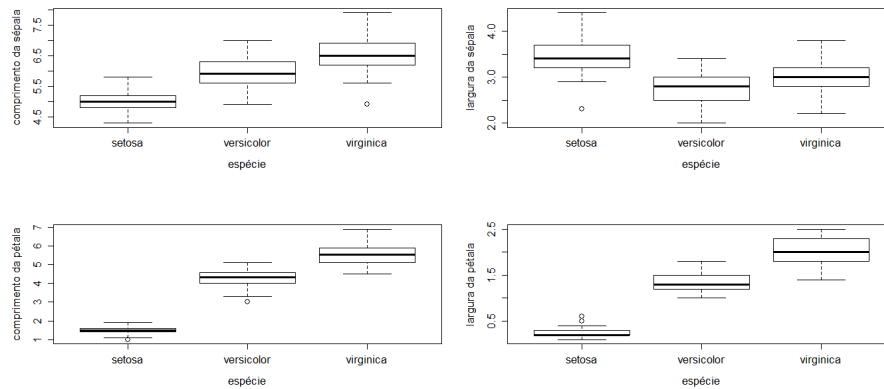 comprimento da sépala
7.5
6.5
5.5
4.5
setosa
versicolor
virginica
espécie
largura da sépala
4.0
3.0
2.0
setosa
versicolor
virginica
espécie
comprimento da pétala
7
6
5
4
3
2
1
setosa
versicolor
virginica
espécie
largura da pétala
2.5
1.5
0.5
setosa
versicolor
virginica
espécie